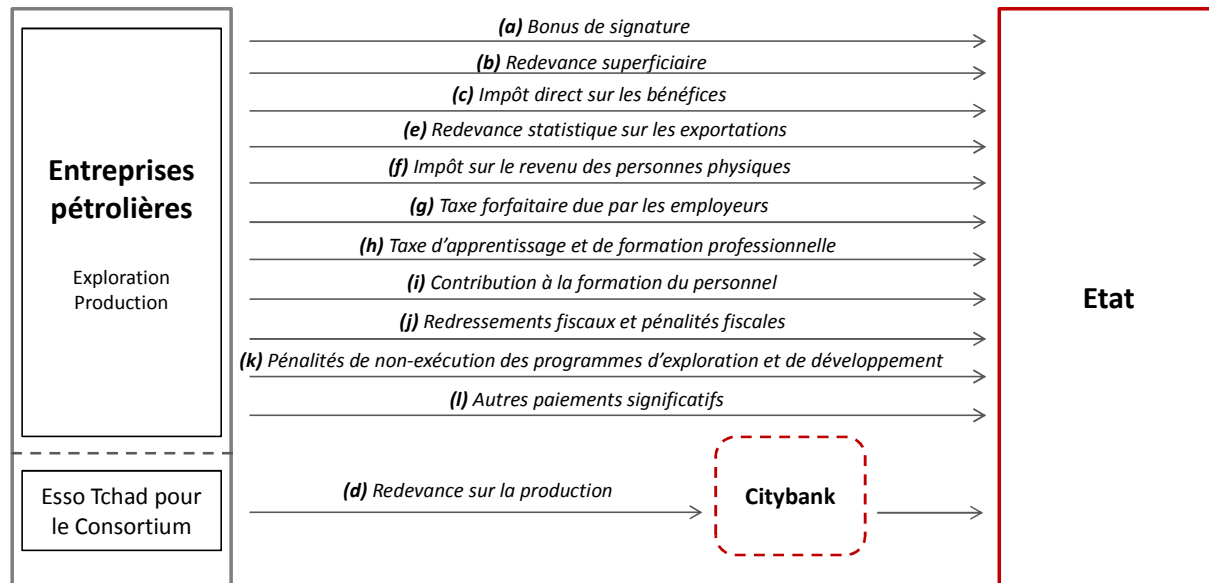 (a) Bonus de signature
(b) Redevance superficiaire
(c) Impôt direct sur les bénéfices
(e) Redevance statistique sur les exportations
Entreprises
pétrolières
(f) Impôt sur le revenu des personnes physiques
(g) Taxe forfaitaire due par les employeurs
(h) Taxe d’apprentissage et de formation professionnelle
Exploration
Production
(i) Contribution à la formation du personnel
Etat
(j) Redressements fiscaux et pénalités fiscales
(k) Pénalités de non-exécution des programmes d’exploration et de développement
(l) Autres paiements significatifs
Esso Tchad pour
le Consortium
(d) Redevance sur la production
Citybank